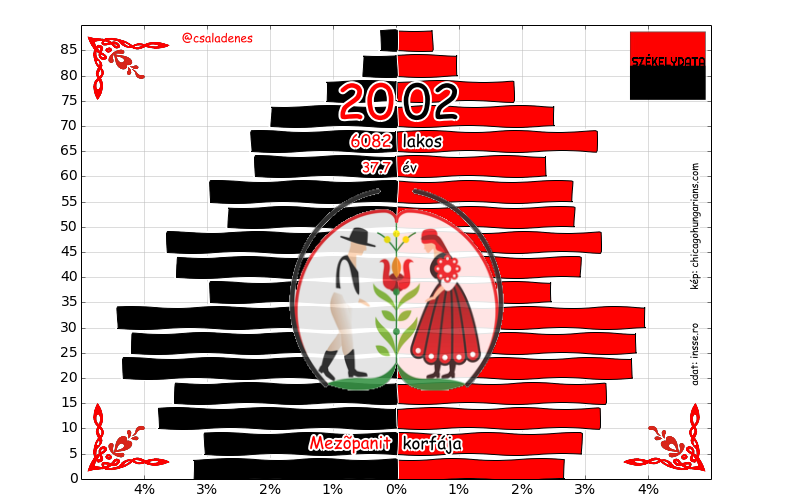 @csaladenes
SZÉKELYDATA
2002
6082 lakos
37.7 év
kép: chicagohungarians.com
adat: insse.ro
Mezõpanit korfája
85
80
75
70
65
60
55
50
45
40
35
30
25
20
15
10
5
0
4% 3% 2% 1% 0% 1% 2% 3% 4%